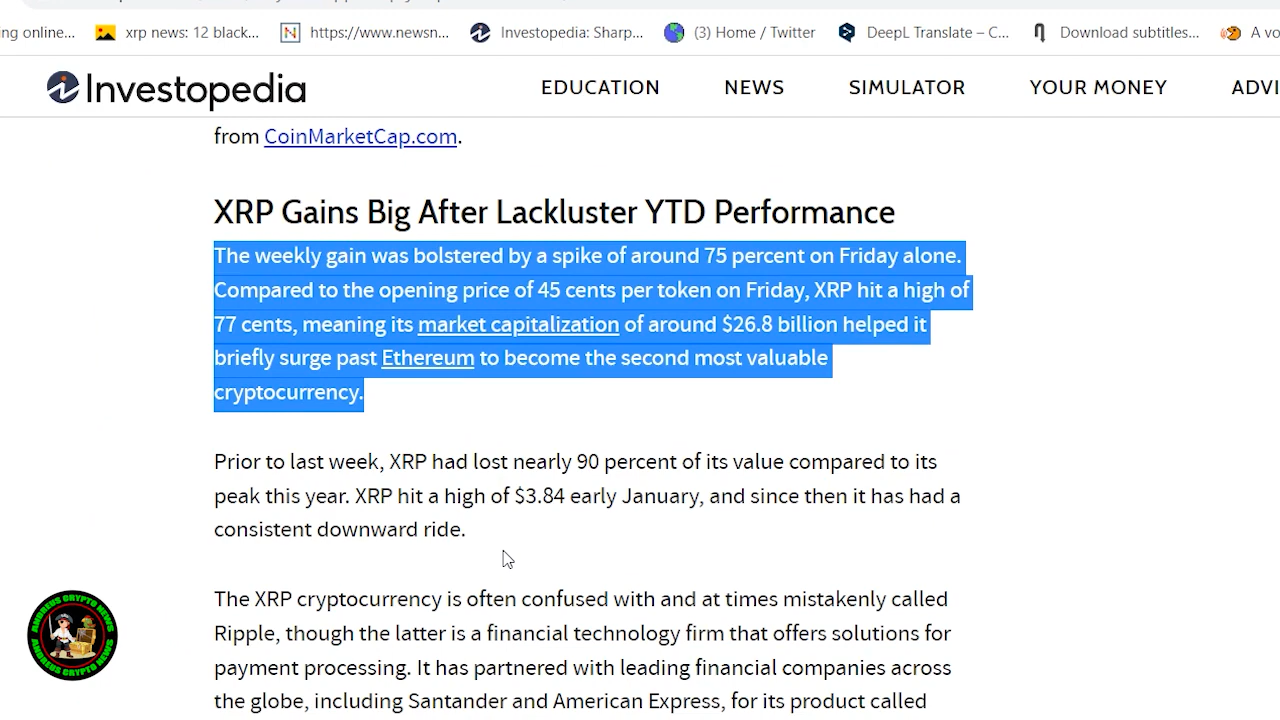 ng online...
xrp news: 12 black...
https://www.newsn...
Investopedia: Sharp...
(3) Home / Twitter
DeepL Translate – C...
Download subtitles...
A vo
Investopedia
EDUCATION
NEWS
SIMULATOR
YOUR MONEY
ADVI
from CoinMarketCap.com.
XRP Gains Big After Lackluster YTD Performance
The weekly gain was bolstered by a spike of around 75 percent on Friday alone.
Compared to the opening price of 45 cents per token on Friday, XRP hit a high of
77 cents, meaning its market capitalization of around $26.8 billion helped it
briefly surge past Ethereum to become the second most valuable
cryptocurrency.
Prior to last week, XRP had lost nearly 90 percent of its value compared to its
peak this year. XRP hit a high of $3.84 early January, and since then it has had a
consistent downward ride.
The XRP cryptocurrency is often confused with and at times mistakenly called
Ripple, though the latter is a financial technology firm that offers solutions for
payment processing. It has partnered with leading financial companies across
the globe, including Santander and American Express, for its product called
ANDREUS CRYPTO NEWS
ANDREUS CRYPTO NEWS